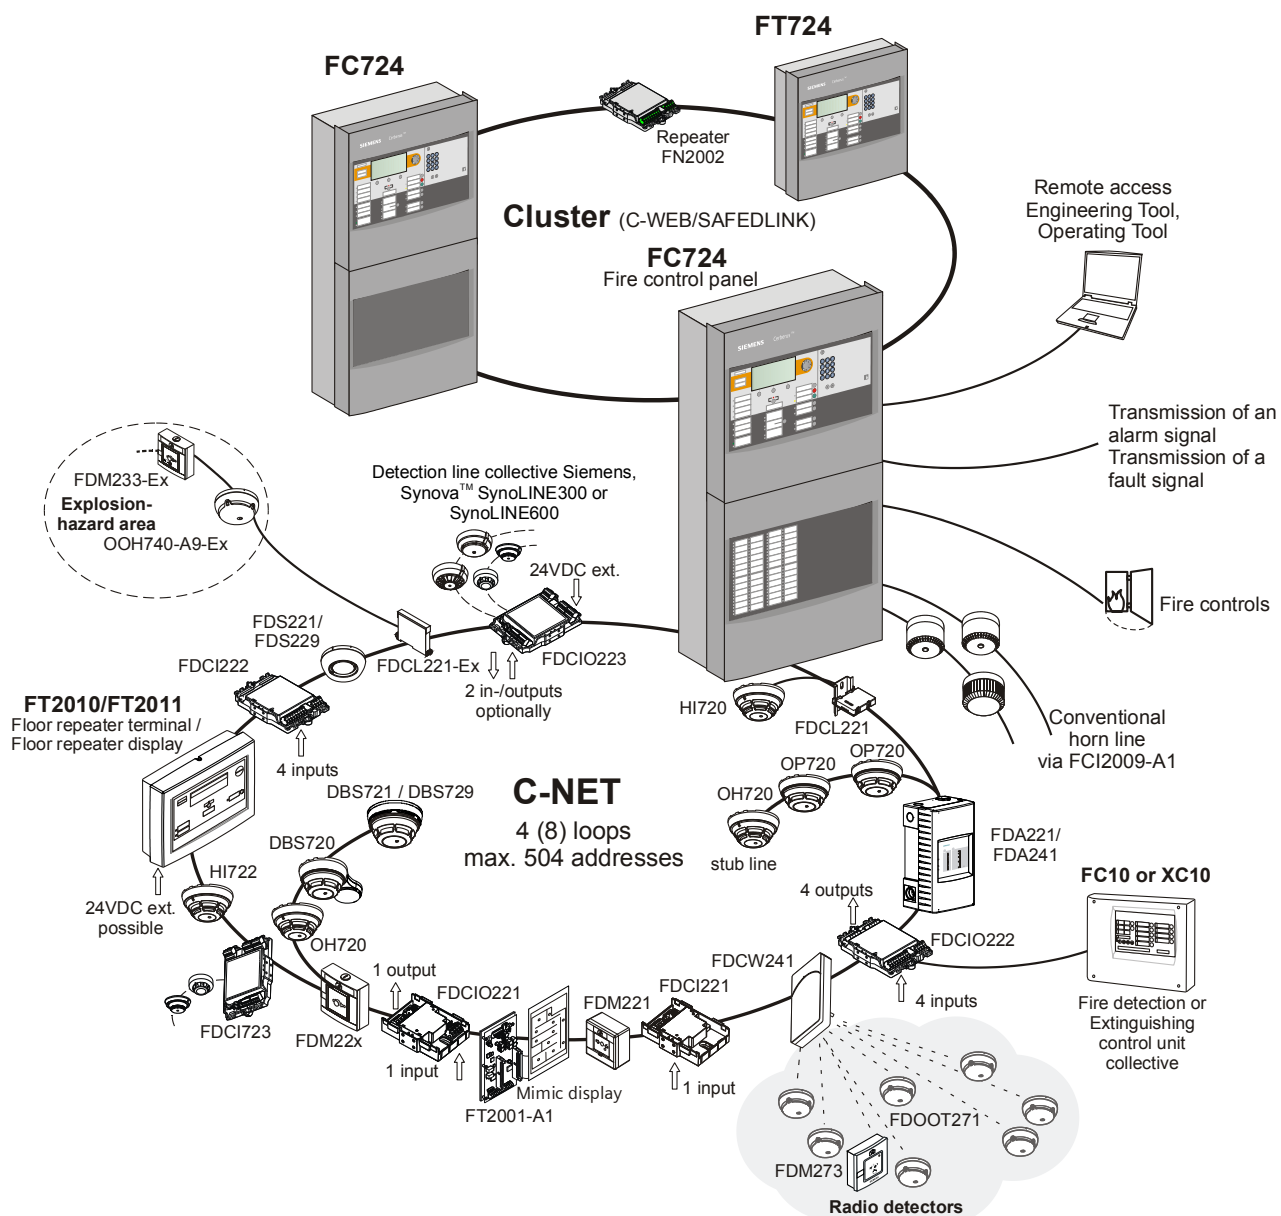 FT724
FC724
Repeater
FN2002
SIEMENS
Cluster (C-WEB/SAFEDLINK)
FC724
Fire control panel
SIEMENS
Remote access
Engineering Tool,
Operating Tool
Transmission of an
alarm signal
Transmission of a
fault signal
Fire controls
Conventional
horn line
via FCI2009-A1
FDM233-Ex
Explosion-
hazard area
OOH740-A9-Ex
Detection line collective Siemens,
Synova™ SynoLINE300 or
SynoLINE600
24VDC ext.
FDS221/
FDS229
FDCI222
FDCL221-Ex
FDCIO223
2 in-/outputs
optionally
FT2010/FT2011
Floor repeater terminal /
Floor repeater display
4 inputs
HI720
FDCL221
OP720
OP720
OH720
stub line
C-NET
4 (8) loops
max. 504 addresses
DBS721 / DBS729
DBS720
HI722
24VDC ext.
possible
OH720
FDA221/
FDA241
4 outputs
FC10 or XC10
FDCIO222
4 inputs
Fire detection or
Extinguishing
control unit
collective
FDCW241
FDCI723
FDM22x
1 output
FDCIO221
1 input
FT2001-A1
Mimic display
FDM221
FDCI221
1 input
FDOOT271
FDM273
Radio detectors